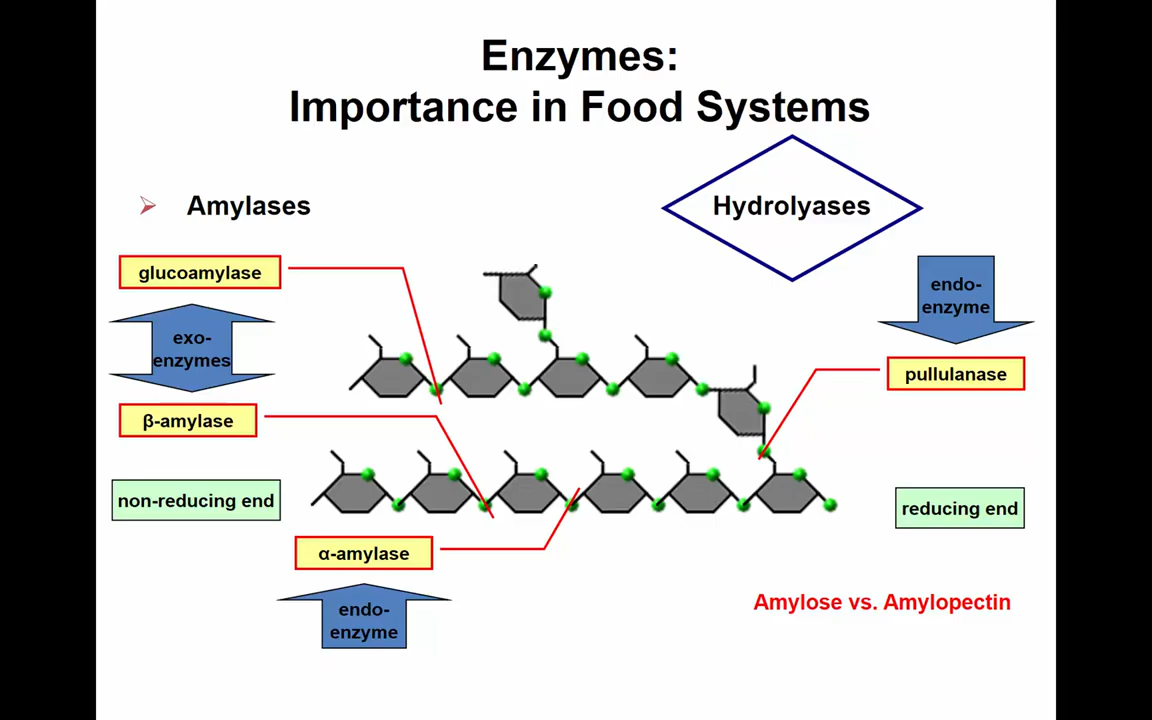 Enzymes:
Importance in Food Systems
Amylases
Hydrolyases
glucoamylase
exo-
enzymes
β-amylase
non-reducing end
α-amylase
endo-
enzyme
endo-
enzyme
pullulanase
reducing end
Amylose vs. Amylopectin